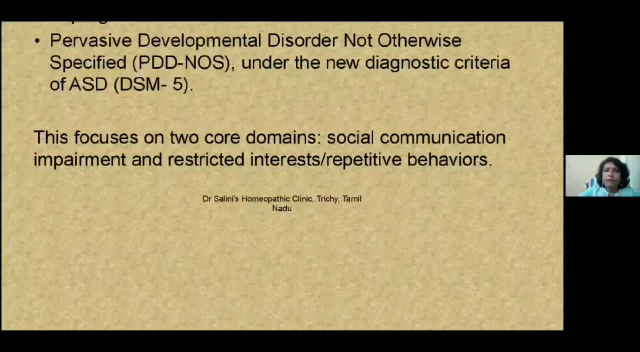 • Pervasive Developmental Disorder Not Otherwise
Specified (PDD-NOS), under the new diagnostic criteria
of ASD (DSM- 5).
This focuses on two core domains: social communication
impairment and restricted interests/repetitive behaviors.
Dr Salini's Homeopathic Clinic, Trichy, Tamil
Nadu